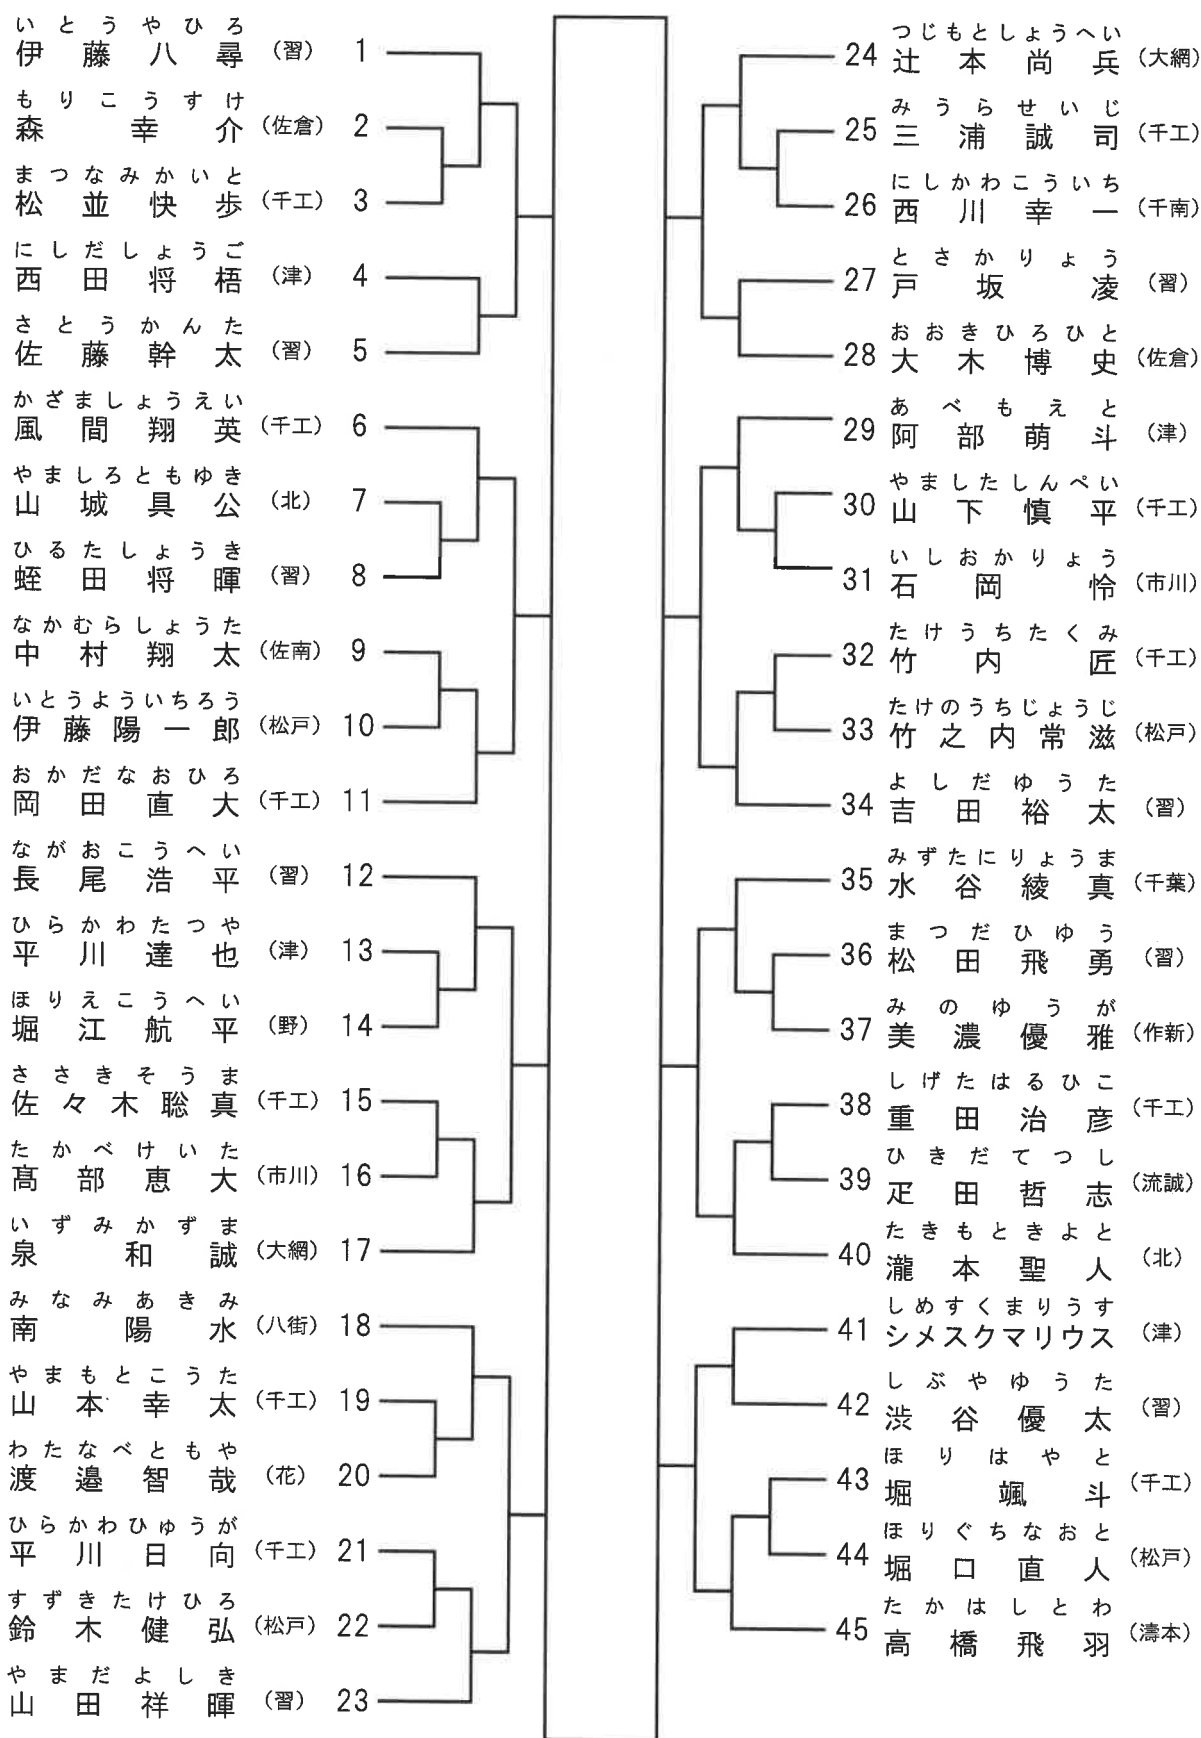 いとうやひろ
伊藤八尋 (習) 1
もりこうすけ
森幸介 (佐倉) 2
まつなみかいと
松並快歩 (千工) 3
にしだしょうご
西田将梧 (津) 4
さとうかんた
佐藤幹太 (習) 5
かざましょうえい
風間翔英 (千工) 6
やましろともゆき
山城具公 (北) 7
ひるたしょうき
蛭田将暉 (習) 8
なかむらしょうた
中村翔太 (佐南) 9
いとうよういちろう
伊藤陽一郎 (松戸) 10
おかだなおひろ
岡田直大 (千工) 11
ながおこうへい
長尾浩平 (習) 12
ひらかわたつや
平川達也 (津) 13
ほりえこうへい
堀江航平 (野) 14
ささきそうま
佐々木聡真 (千工) 15
たかべけいた
髙部恵大 (市川) 16
いずみかずま
泉和誠 (大網) 17
みなみあきみ
南陽水 (八街) 18
やまもとこうた
山本幸太 (千工) 19
わたなべともや
渡邉智哉 (花) 20
ひらかわひゅうが
平川日向 (千工) 21
すずきたけひろ
鈴木健弘 (松戸) 22
やまだよしき
山田祥暉 (習) 23
つじもとしょうへい
24 辻本尚兵 (大網)
みうらせいじ
25 三浦誠司 (千工)
にしかわこういち
26 西川幸一 (千南)
とさかりょう
27 戸坂凌 (習)
おおきひろひと
28 大木博史 (佐倉)
あべもえと
29 阿部萌斗 (津)
やましたしんぺい
30 山下慎平 (千工)
いしおかりょう
31 石岡怜 (市川)
たけうちたくみ
32 竹内匠 (千工)
たけのうちじょうじ
33 竹之内常滋 (松戸)
よしだゆうた
34 吉田裕太 (習)
みずたにりょうま
35 水谷綾真 (千葉)
まつだひゆう
36 松田飛勇 (習)
みのゆうが
37 美濃優雅 (作新)
しげたはるひこ
38 重田治彦 (千工)
ひきだてつし
39 疋田哲志 (流誠)
たきもときよと
40 瀧本聖人 (北)
しめすくまりうす
41 シメスクマリウス (津)
しぶやゆうた
42 渋谷優太 (習)
ほりはやと
43 堀颯斗 (千工)
ほりぐちなおと
44 堀口直人 (松戸)
たかはしとわ
45 高橋飛羽 (濤本)